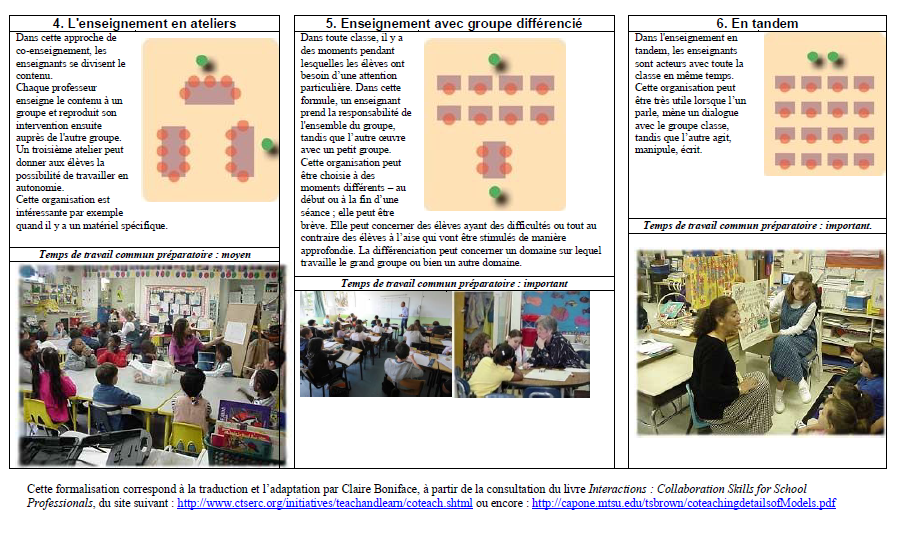 4. L'enseignement en ateliers
Dans cette approche de
co-enseignement, les
enseignants se divisent le
contenu.
Chaque professeur
enseigne le contenu à un
groupe et reproduit son
intervention ensuite
auprès de l'autre groupe.
Un troisième atelier peut
donner aux élèves la
possibilité de travailler en
autonomie.
Cette organisation est
intéressante par exemple
quand il y a un matériel spécifique.
Temps de travail commun préparatoire : moyen
5. Enseignement avec groupe différencié
Dans toute classe, il y a
des moments pendant
lesquelles les élèves ont
besoin d'une attention
particulière. Dans cette
formule, un enseignant
prend la responsabilité de
l'ensemble du groupe,
tandis que l'autre œuvre
avec un petit groupe.
Cette organisation peut
être choisie à des
moments différents – au
début ou à la fin d'une
séance ; elle peut être
brève. Elle peut concerner des élèves ayant des difficultés ou tout au
contraire des élèves à l'aise qui vont être stimulés de manière
approfondie. La différenciation peut concerner un domaine sur lequel
travaille le grand groupe ou bien un autre domaine.
Temps de travail commun préparatoire : important
6. En tandem
Dans l'enseignement en
tandem, les enseignants
sont acteurs avec toute la
classe en même temps.
Cette organisation peut
être très utile lorsque l'un
parle, mène un dialogue
avec le groupe classe,
tandis que l'autre agit,
manipule, écrit.
Temps de travail commun préparatoire : important.
Cette formalisation correspond à la traduction et l'adaptation par Claire Boniface, à partir de la consultation du livre Interactions : Collaboration Skills for School
Professionals, du site suivant : http://www.ctserc.org/initiatives/teachandlearn/coteach.shtml ou encore : http://capone.mtsu.edu/tsbrown/coteachingdetailsofModels.pdf